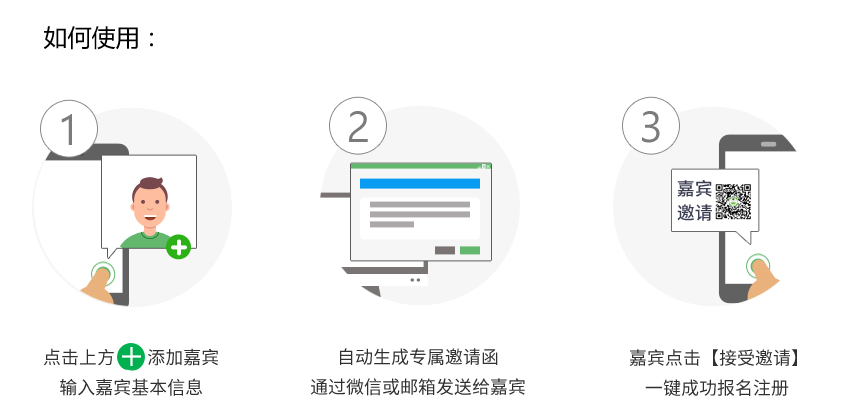 如何使用：
1
2
3
嘉宾
邀请
点击上方 添加嘉宾
输入嘉宾基本信息
自动生成专属邀请函
通过微信或邮箱发送给嘉宾
嘉宾点击【接受邀请】
一键成功报名注册